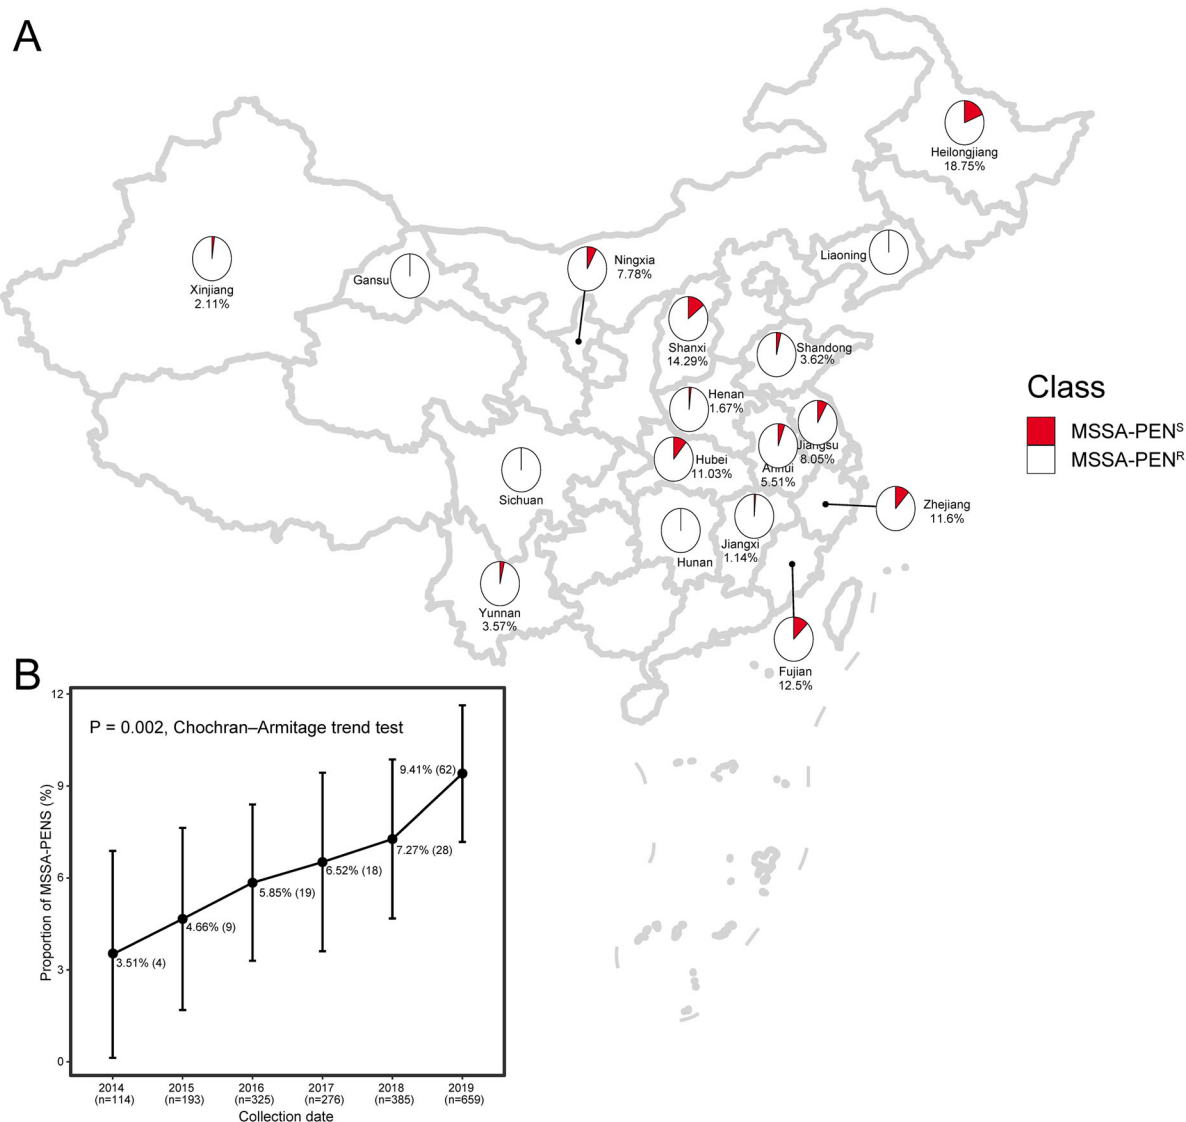 A
Heilongjiang
18.75%
Liaoning
Ningxia
7.78%
Gansu
Xinjiang
2.11%
Shanxi
14.29%
Shandong
3.62%
Class
Henan
1.67%
MSSA-PENS
MSSA-PENR
Jiangsu
8.05%
Hubei
11.03%
Anhui
5.51%
Sichuan
Zhejiang
11.6%
Jiangxi
1.14%
Hunan
Yunnan
3.57%
Fujian
12.5%
B
P = 0.002, Chochran–Armitage trend test
Proportion of MSSA-PENS (%)
12
9
6
3
0
9.41% (62)
7.27% (28)
6.52% (18)
5.85% (19)
4.66% (9)
3.51% (4)
2014 2015 2016 2017 2018 2019
(n=114) (n=193) (n=325) (n=276) (n=385) (n=659)
Collection date